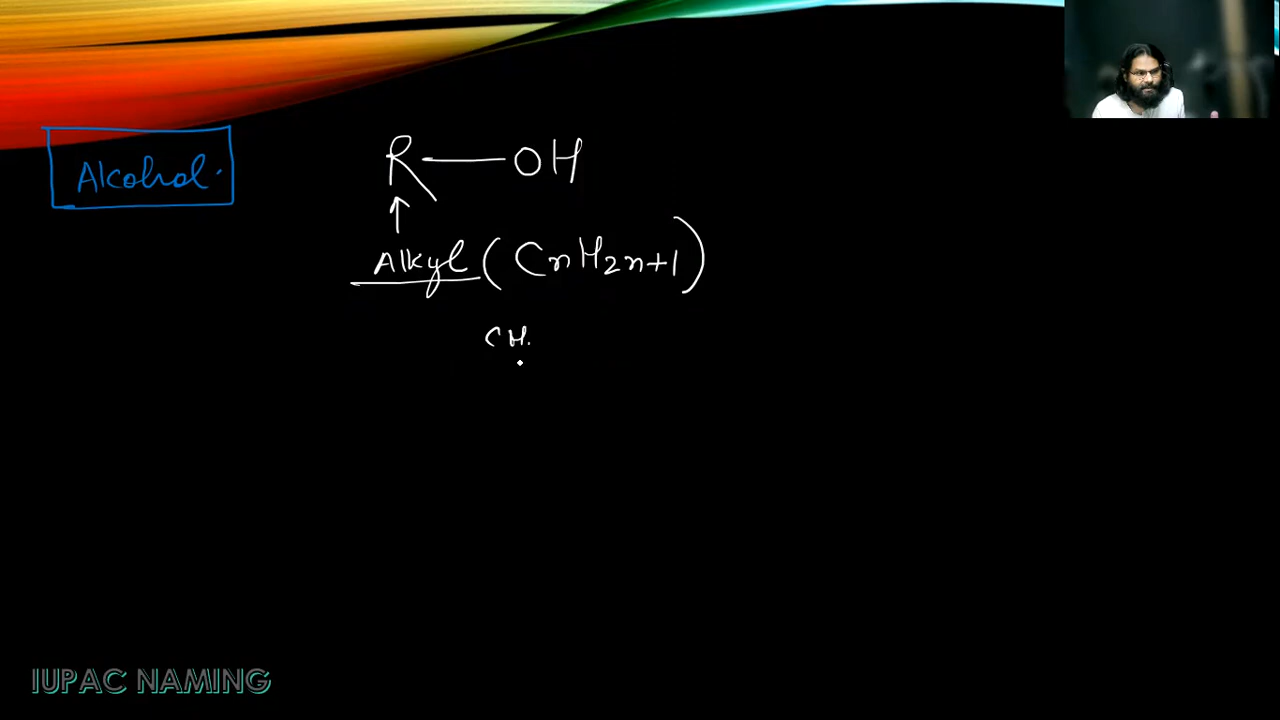 Alcohol.
R — OH
↑
Alkyl (CnH2n+1)
CH.
IUPAC NAMING